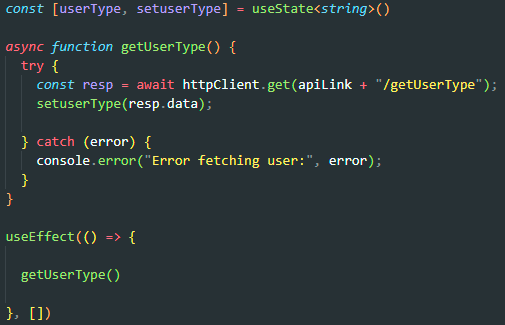 const [userType, setuserType] = useState<string>()
async function getUserType() {
try {
const resp = await httpClient.get(apiLink + "/getUserType");
setuserType(resp.data);
} catch (error) {
console.error("Error fetching user:", error);
}
}
useEffect(() => {
getUserType()
}, [])